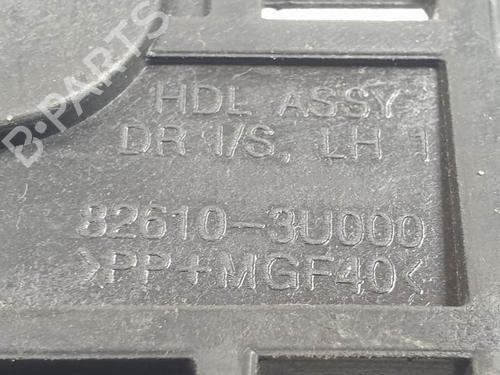 B-PARTS
HDL ASSY
DR I/S, LH 1
82610-3U000
>PP+MGF40<